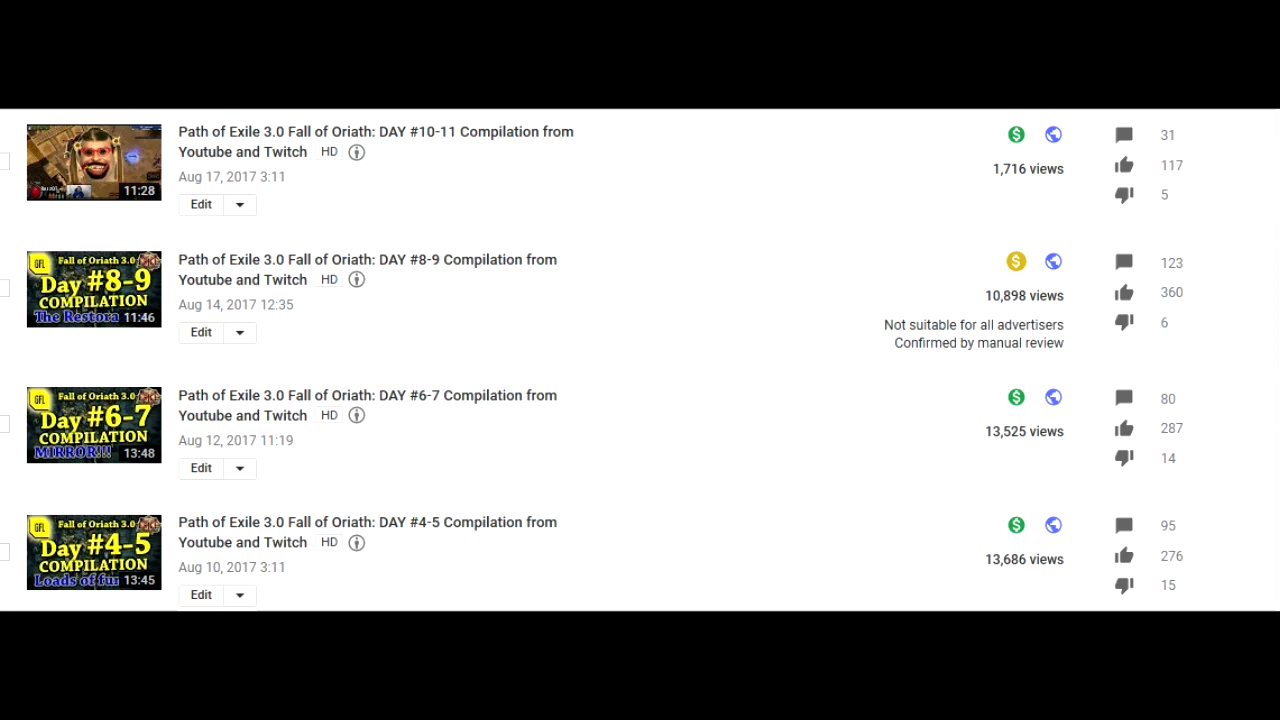 Path of Exile 3.0 Fall of Oriath: DAY #10-11 Compilation from
Youtube and Twitch HD
Aug 17, 2017 3:11
11:28
Edit
1,716 views
31
117
5
GFL Fall of Oriath 3.0
Day #8-9
COMPILATION
The Restora 11:46
Path of Exile 3.0 Fall of Oriath: DAY #8-9 Compilation from
Youtube and Twitch HD
Aug 14, 2017 12:35
Edit
10,898 views
Not suitable for all advertisers
Confirmed by manual review
123
360
6
GFL Fall of Oriath 3.0
Day #6-7
COMPILATION
MIRROR!!! 13:48
Path of Exile 3.0 Fall of Oriath: DAY #6-7 Compilation from
Youtube and Twitch HD
Aug 12, 2017 11:19
Edit
13,525 views
80
287
14
GFL Fall of Oriath 3.0
Day #4-5
COMPILATION
Loads of fun 13:45
Path of Exile 3.0 Fall of Oriath: DAY #4-5 Compilation from
Youtube and Twitch HD
Aug 10, 2017 3:11
Edit
13,686 views
95
276
15